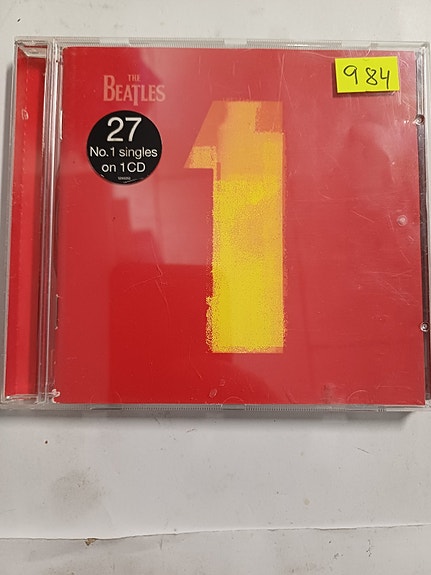 THE
BEATLES
984
27
No.1 singles
on 1CD
1